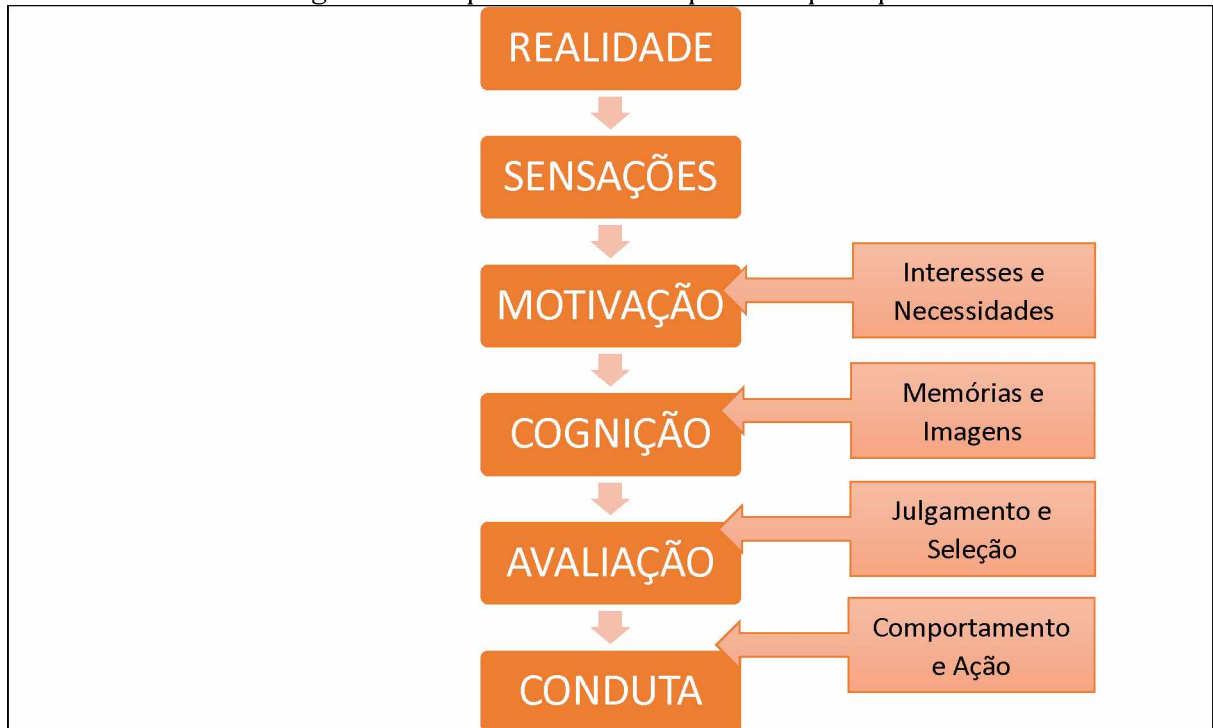 REALIDADE
SENSAÇÕES
MOTIVAÇÃO
Interesses e
Necessidades
COGNIÇÃO
Memórias e
Imagens
AVALIAÇÃO
Julgamento e
Seleção
CONDUTA
Comportamento
e Ação